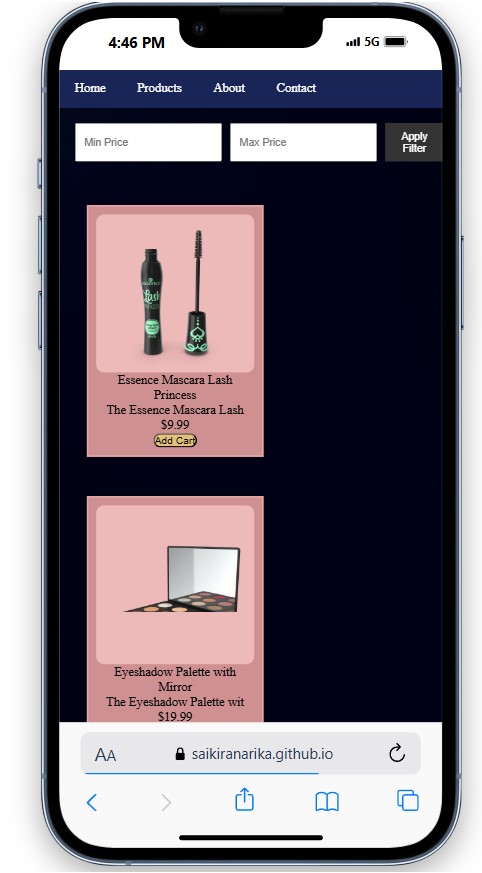 4:46 PM
5G
Home Products About Contact
Min Price Max Price Apply
Filter
essence
Lash
Essence Mascara Lash
Princess
The Essence Mascara Lash
$9.99
Add Cart
Eyeshadow Palette with
Mirror
The Eyeshadow Palette wit
$19.99
AA saikiranarika.github.io